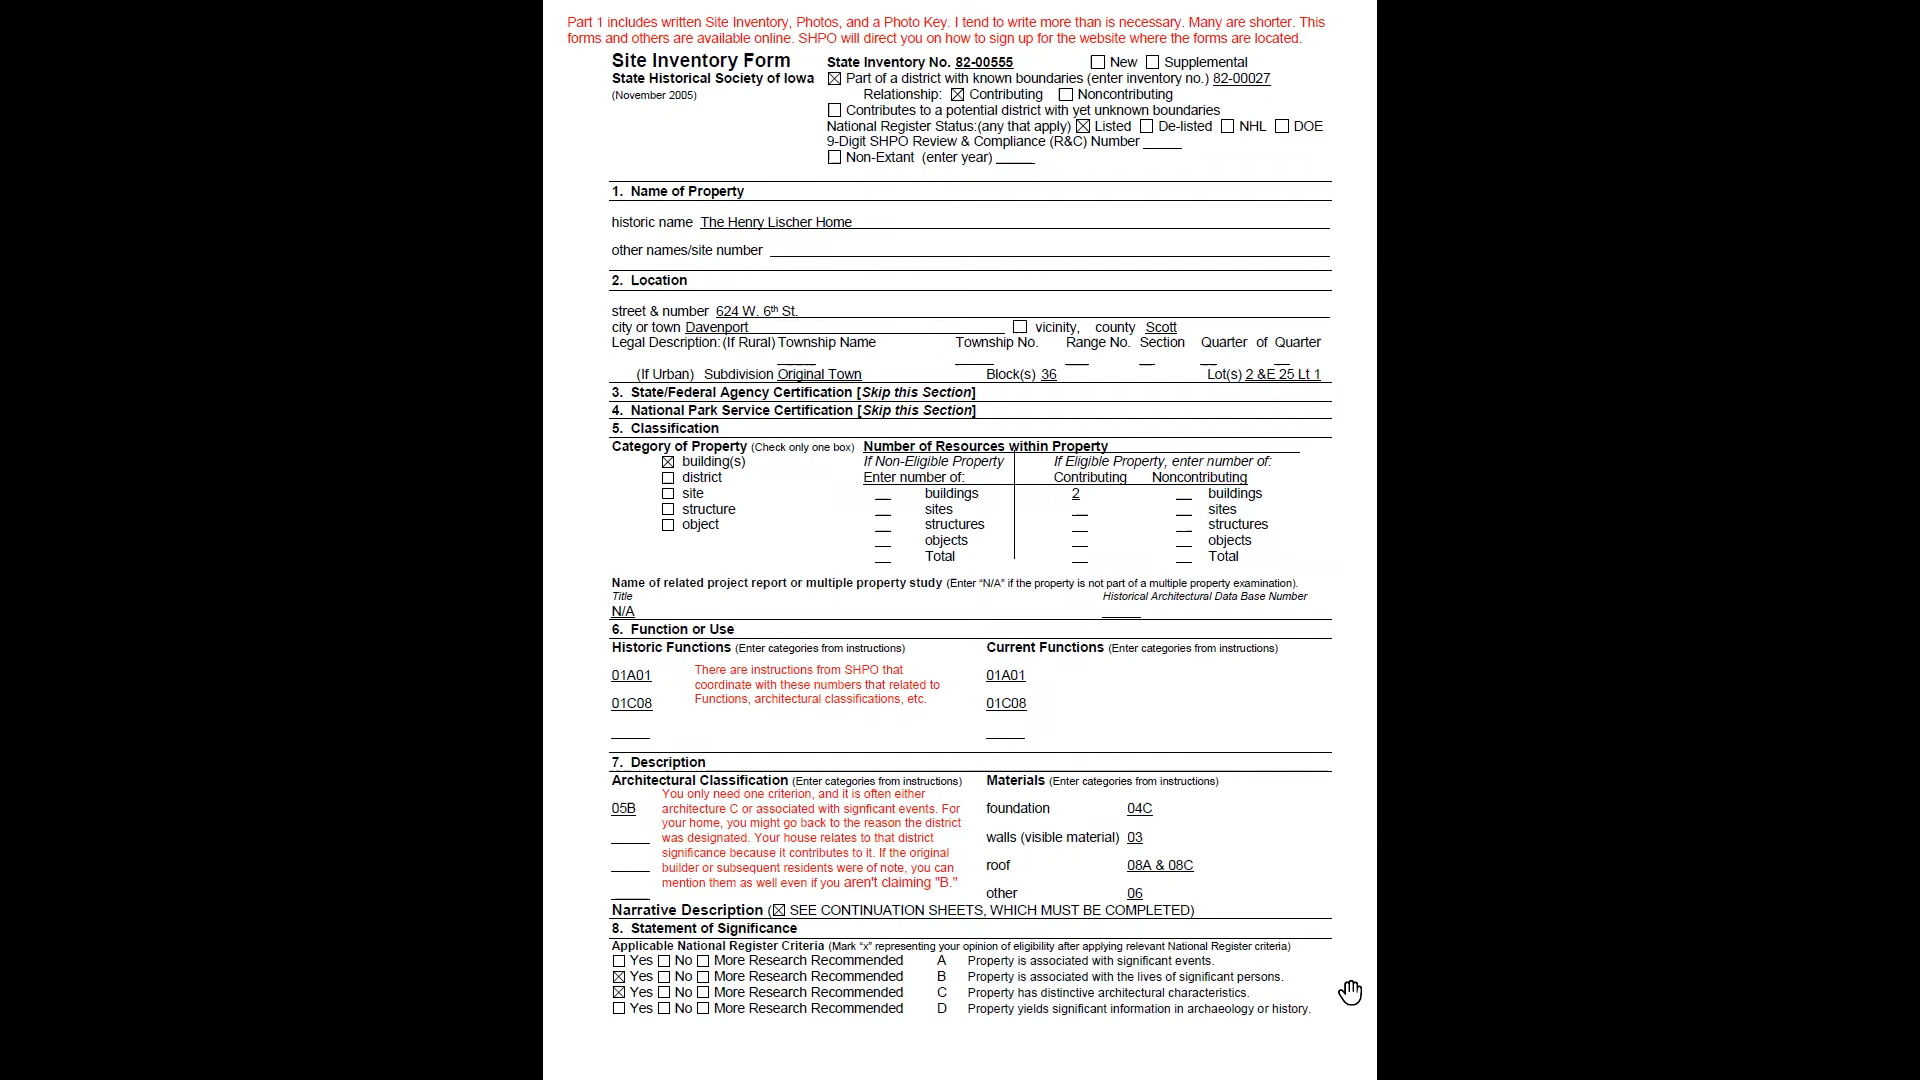 Part 1 includes written Site Inventory, Photos, and a Photo Key. I tend to write more than is necessary. Many are shorter. This
forms and others are available online. SHPO will direct you on how to sign up for the website where the forms are located.
Site Inventory Form
State Inventory No. 82-00555 ☐ New ☐ Supplemental
State Historical Society of Iowa ☒ Part of a district with known boundaries (enter inventory no.) 82-00027
(November 2005) Relationship: ☒ Contributing ☐ Noncontributing
☐ Contributes to a potential district with yet unknown boundaries
National Register Status:(any that apply) ☒ Listed ☐ De-listed ☐ NHL ☐ DOE
9-Digit SHPO Review & Compliance (R&C) Number _____
☐ Non-Extant (enter year) _____
1. Name of Property
historic name The Henry Lischer Home
other names/site number
2. Location
street & number 624 W. 6th St.
city or town Davenport ☐ vicinity, county Scott
Legal Description: (If Rural) Township Name Township No. Range No. Section Quarter of Quarter
(If Urban) Subdivision Original Town Block(s) 36 Lot(s) 2 &E 25 Lt 1
3. State/Federal Agency Certification [Skip this Section]
4. National Park Service Certification [Skip this Section]
5. Classification
Category of Property (Check only one box) Number of Resources within Property
☒ building(s) If Non-Eligible Property If Eligible Property, enter number of:
☐ district Enter number of: Contributing Noncontributing
☐ site __ buildings 2 __ buildings
☐ structure __ sites __ __ sites
☐ object __ structures __ __ structures
__ objects __ __ objects
__ Total __ __ Total
Name of related project report or multiple property study (Enter “N/A” if the property is not part of a multiple property examination).
Title Historical Architectural Data Base Number
N/A _____
6. Function or Use
Historic Functions (Enter categories from instructions) Current Functions (Enter categories from instructions)
01A01 01A01
01C08 01C08
There are instructions from SHPO that
coordinate with these numbers that related to
Functions, architectural classifications, etc.
7. Description
Architectural Classification (Enter categories from instructions) Materials (Enter categories from instructions)
05B
You only need one criterion, and it is often either
architecture C or associated with signficant events. For
your home, you might go back to the reason the district
was designated. Your house relates to that district
significance because it contributes to it. If the original
builder or subsequent residents were of note, you can
mention them as well even if you aren't claiming "B."
foundation 04C
walls (visible material) 03
roof 08A & 08C
other 06
Narrative Description (☒ SEE CONTINUATION SHEETS, WHICH MUST BE COMPLETED)
8. Statement of Significance
Applicable National Register Criteria (Mark “x” representing your opinion of eligibility after applying relevant National Register criteria)
☐ Yes ☐ No ☐ More Research Recommended A Property is associated with significant events.
☒ Yes ☐ No ☐ More Research Recommended B Property is associated with the lives of significant persons.
☒ Yes ☐ No ☐ More Research Recommended C Property has distinctive architectural characteristics.
☐ Yes ☐ No ☐ More Research Recommended D Property yields significant information in archaeology or history.